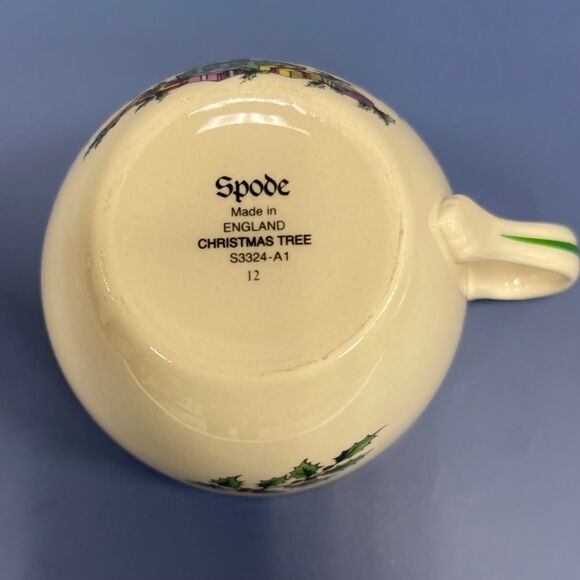 Spode
Made in
ENGLAND
CHRISTMAS TREE
S3324-A1
12